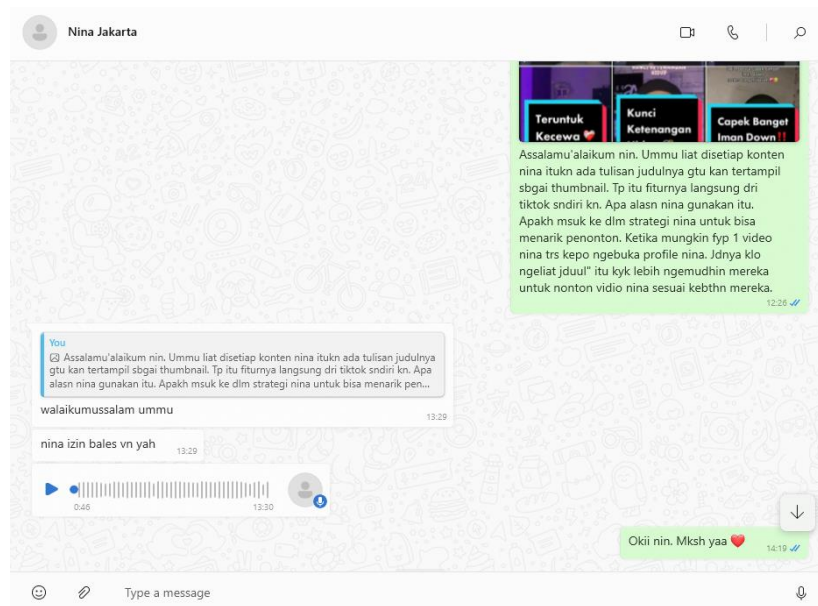 Nina Jakarta
Teruntuk
Kecewa ❤️‍🩹
Kunci
Ketenangan
Capek Banget
Iman Down‼️
Assalamu'alaikum nin. Ummu liat disetiap konten
nina itukn ada tulisan judulnya gtu kan tertampil
sbgai thumbnail. Tp itu fiturnya langsung dri
tiktok sndiri kn. Apa alasn nina gunakan itu.
Apakh msuk ke dlm strategi nina untuk bisa
menarik penonton. Ketika mungkin fyp 1 video
nina trs kepo ngebuka profile nina. Jdnya klo
ngeliat jduul" itu kyk lebih ngemudhin mereka
untuk nonton vidio nina sesuai kebthn mereka.
12:26
You
Assalamu'alaikum nin. Ummu liat disetiap konten nina itukn ada tulisan judulnya
gtu kan tertampil sbgai thumbnail. Tp itu fiturnya langsung dri tiktok sndiri kn. Apa
alasn nina gunakan itu. Apakh msuk ke dlm strategi nina untuk bisa menarik pen...
walaikumussalam ummu
13:29
nina izin bales vn yah
13:29
0:46
13:30
Okii nin. Mksh yaa ❤️
14:19
Type a message